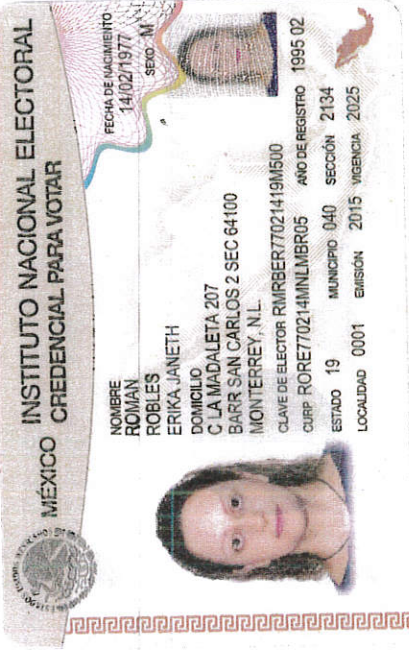 MÉXICO INSTITUTO NACIONAL ELECTORAL
CREDENCIAL PARA VOTAR
NOMBRE
ROMAN
ROBLES
ERIKA JANETH
FECHA DE NACIMIENTO
14/02/1977
SEXO M
DOMICILIO
C LA MADALETA 207
BARR SAN CARLOS 2 SEC 64100
MONTERREY, N.L.
CLAVE DE ELECTOR RMRBER77021419M500
CURP RORE770214MNLMBR05 AÑO DE REGISTRO 1995 02
ESTADO 19 MUNICIPIO 040 SECCIÓN 2134
LOCALIDAD 0001 EMISIÓN 2015 VIGENCIA 2025